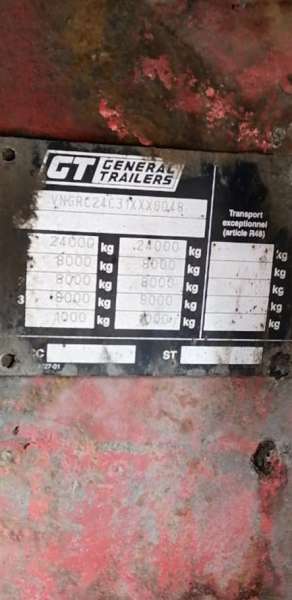 GT GENERAL
TRAILERS
Transport
exceptionnel
(article R48)
24000 kg 24000 kg kg
8000 kg 8000 kg kg
8000 kg 8000 kg kg
3 8000 kg 8000 kg kg
1000 kg kg kg
ST